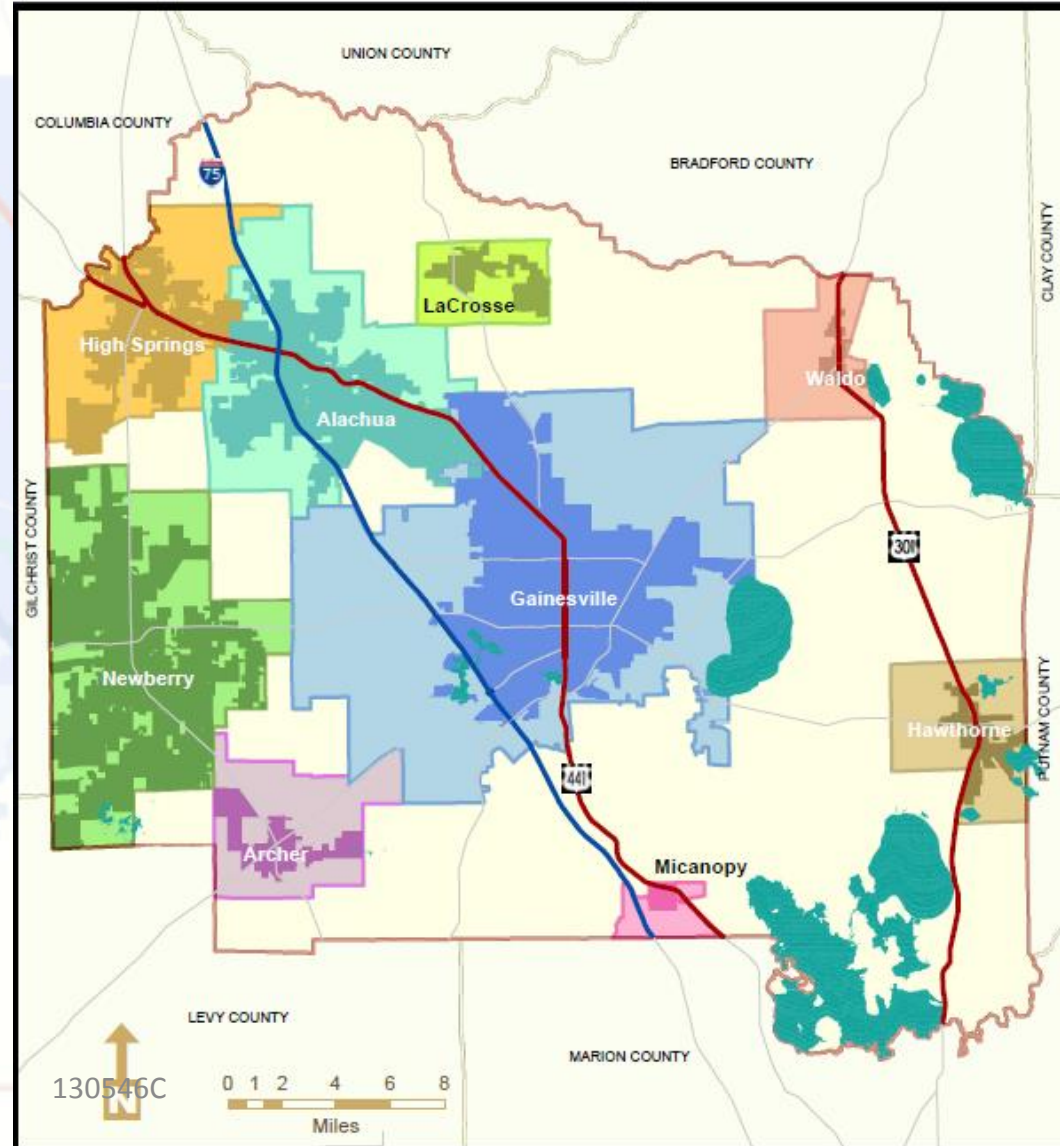 UNION COUNTY
COLUMBIA COUNTY
BRADFORD COUNTY
75
CLAY COUNTY
LaCrosse
High Springs
Waldo
Alachua
GILCHRIST COUNTY
301
Gainesville
Newberry
PUTNAM COUNTY
Hawthorne
441
Archer
Micanopy
LEVY COUNTY
MARION COUNTY
130546C
N
0 1 2 4 6 8
Miles